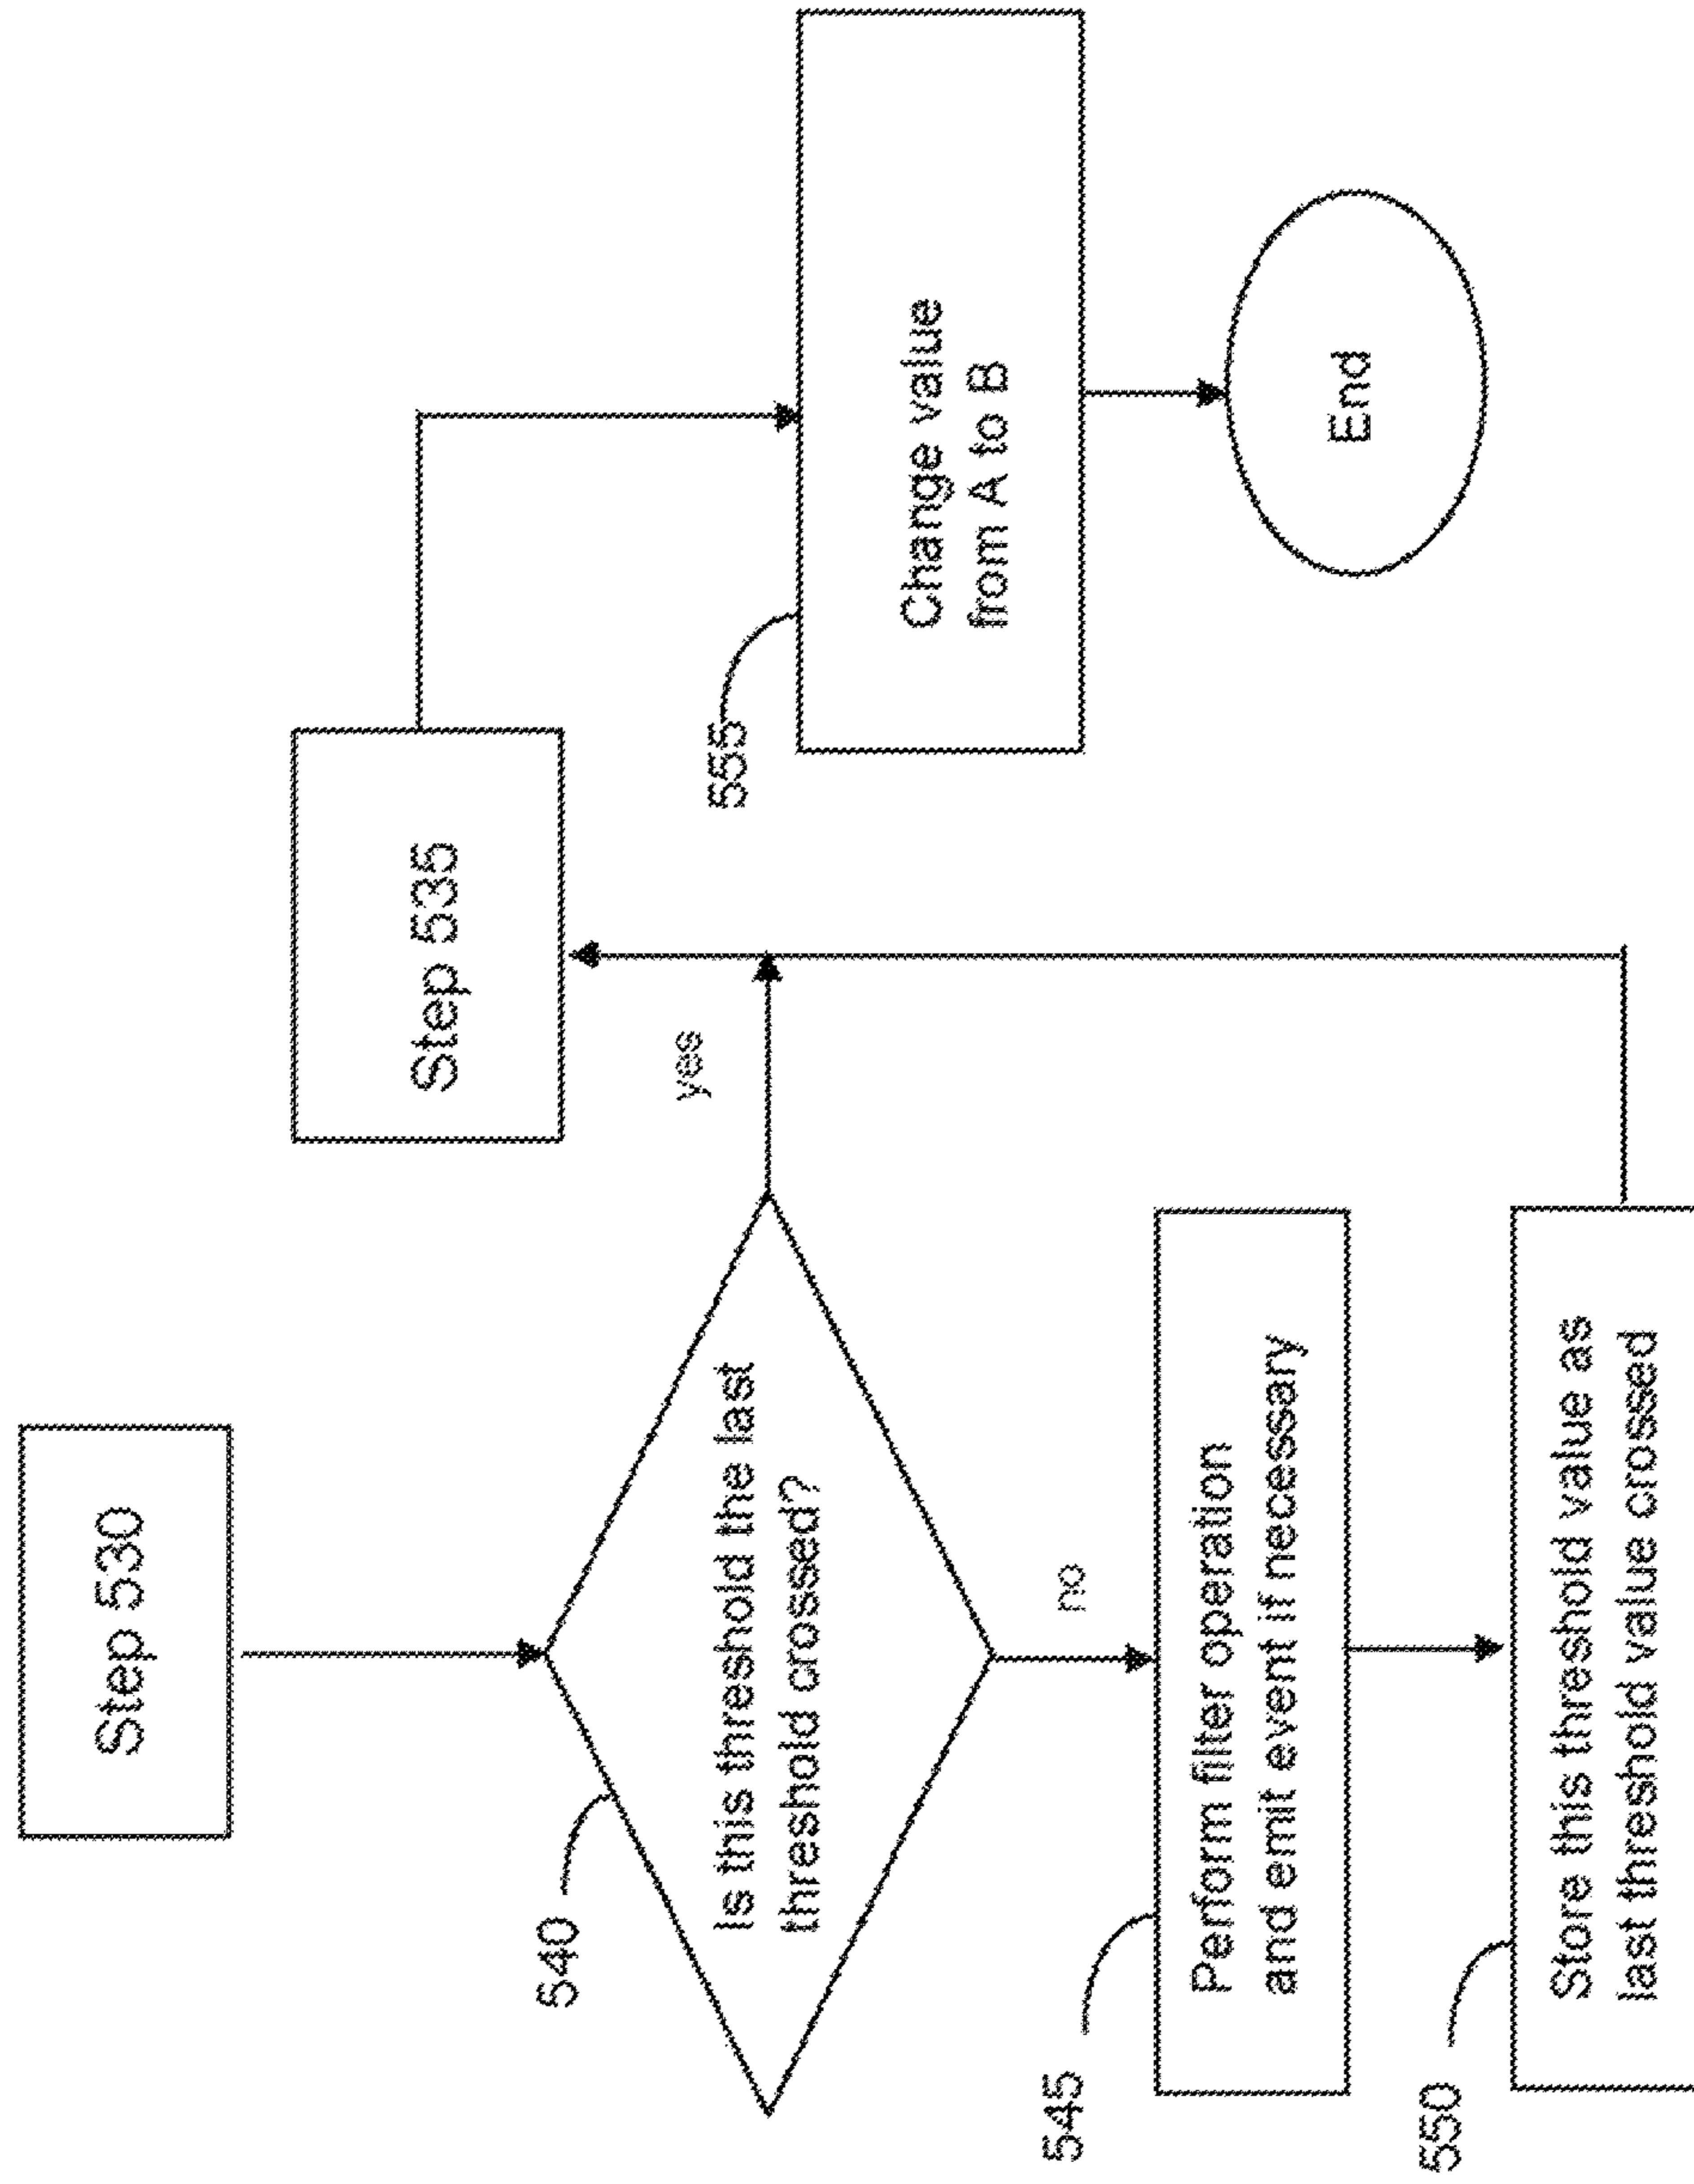 Step 530
540
Is this threshold the last
threshold crossed?
yes
no
545
Perform filter operation
and emit event if necessary
550
Store this threshold value as
last threshold value crossed
Step 535
555
Change value
from A to B
End